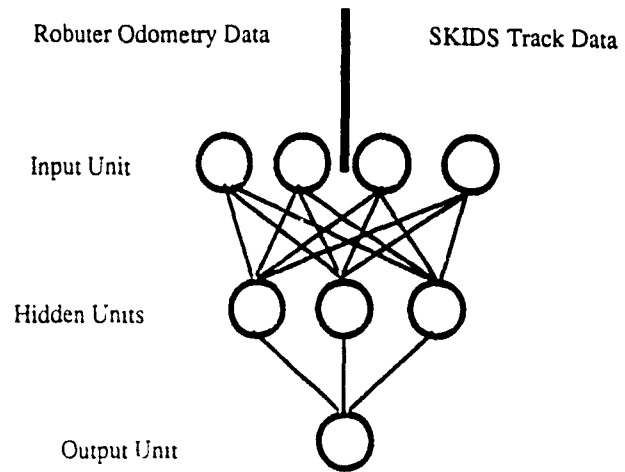 Robuter Odometry Data
SKIDS Track Data
Input Unit
Hidden Units
Output Unit